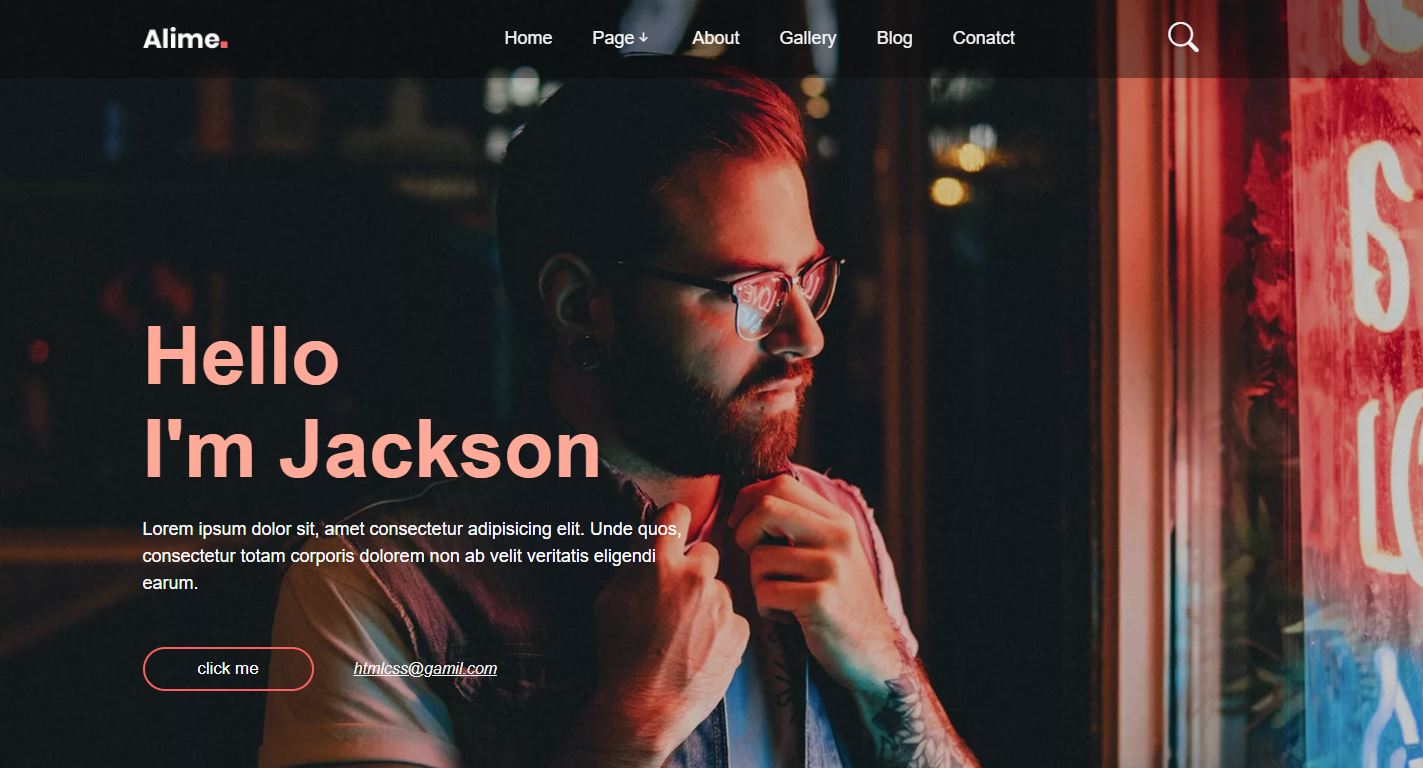 Alime.
Home Page About Gallery Blog Conatct
LOVE
Hello
I'm Jackson
Lorem ipsum dolor sit, amet consectetur adipisicing elit. Unde quos,
consectetur totam corporis dolorem non ab velit veritatis eligendi
earum.
click me htmlcss@gamil.com